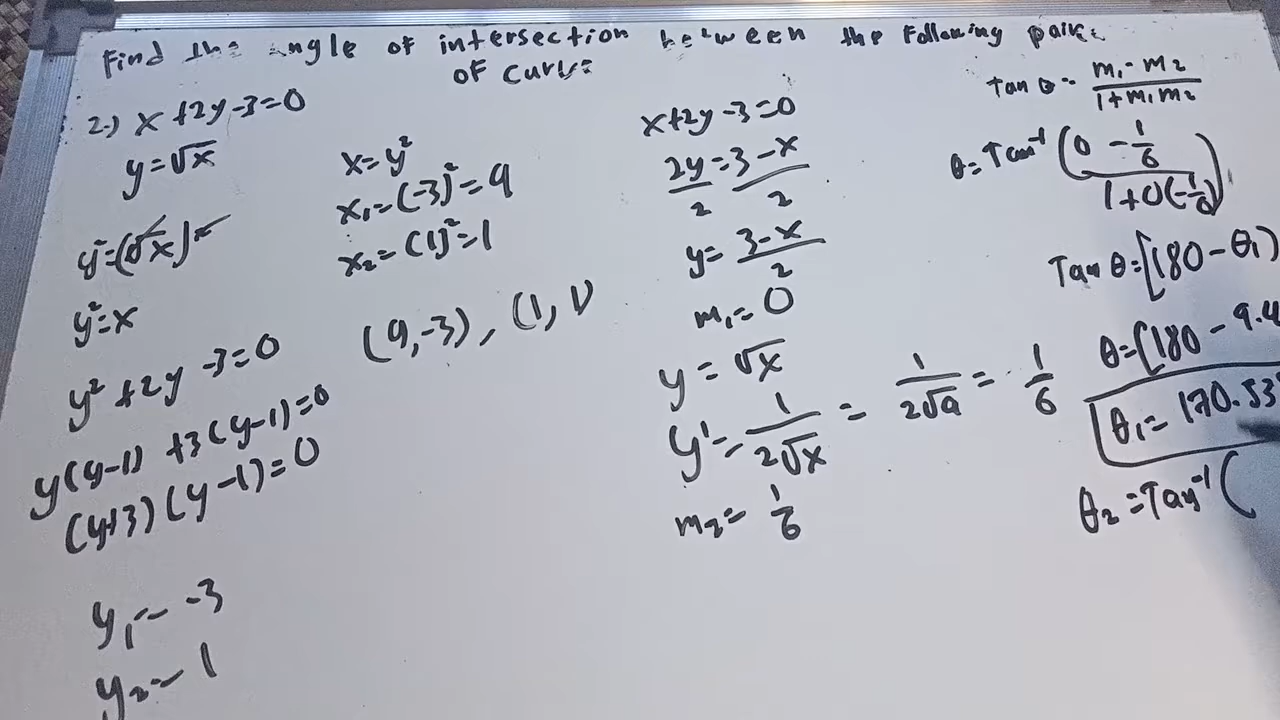 Find the angle of intersection between the following pairs
of curves
2.) x + 2y - 3 = 0
y = √x
y² = (√x)²
y² = x
y² + 2y - 3 = 0
y(y-1) + 3(y-1) = 0
(y+3)(y-1) = 0
y₁ = -3
y₂ = 1
x = y²
x₁ = (-3)² = 9
x₂ = (1)² = 1
(9, -3), (1, 1)
x + 2y - 3 = 0
2y/2 = 3 - x/2
y = 3 - x/2
m₁ = 0
y = √x
y' = 1/2√x = 1/2√9 = 1/6
m₂ = 1/6
Tan θ = m₁ - m₂/1 + m₁m₂
θ = Tan⁻¹ (0 - 1/6/1 + 0(-1/6))
Tan θ = [180 - θ₁)
θ = [180 - 9.4
θ₁ = 170.53
θ₂ = Tan⁻¹ (